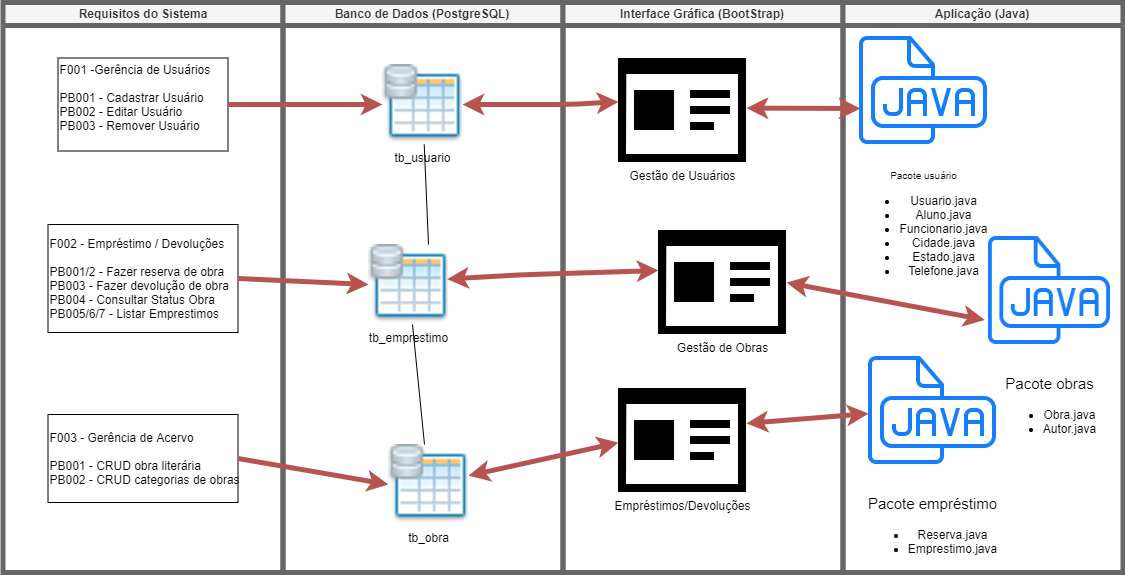 Requisitos do Sistema
Banco de Dados (PostgreSQL)
Interface Gráfica (BootStrap)
Aplicação (Java)
F001 -Gerência de Usuários
PB001 - Cadastrar Usuário
PB002 - Editar Usuário
PB003 - Remover Usuário
tb_usuario
Gestão de Usuários
JAVA
Pacote usuário
Usuario.java
Aluno.java
Funcionario.java
Cidade.java
Estado.java
Telefone.java
F002 - Empréstimo / Devoluções
PB001/2 - Fazer reserva de obra
PB003 - Fazer devolução de obra
PB004 - Consultar Status Obra
PB005/6/7 - Listar Emprestimos
tb_emprestimo
Gestão de Obras
JAVA
Pacote obras
Obra.java
Autor.java
F003 - Gerência de Acervo
PB001 - CRUD obra literária
PB002 - CRUD categorias de obras
tb_obra
Empréstimos/Devoluções
JAVA
Pacote empréstimo
Reserva.java
Emprestimo.java